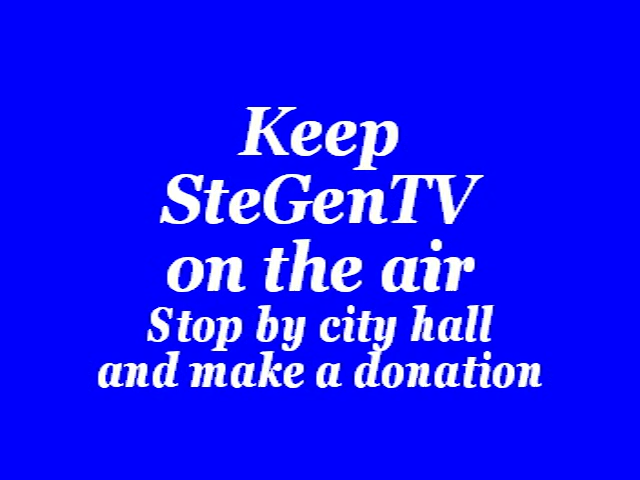 Keep
SteGenTV
on the air
Stop by city hall
and make a donation